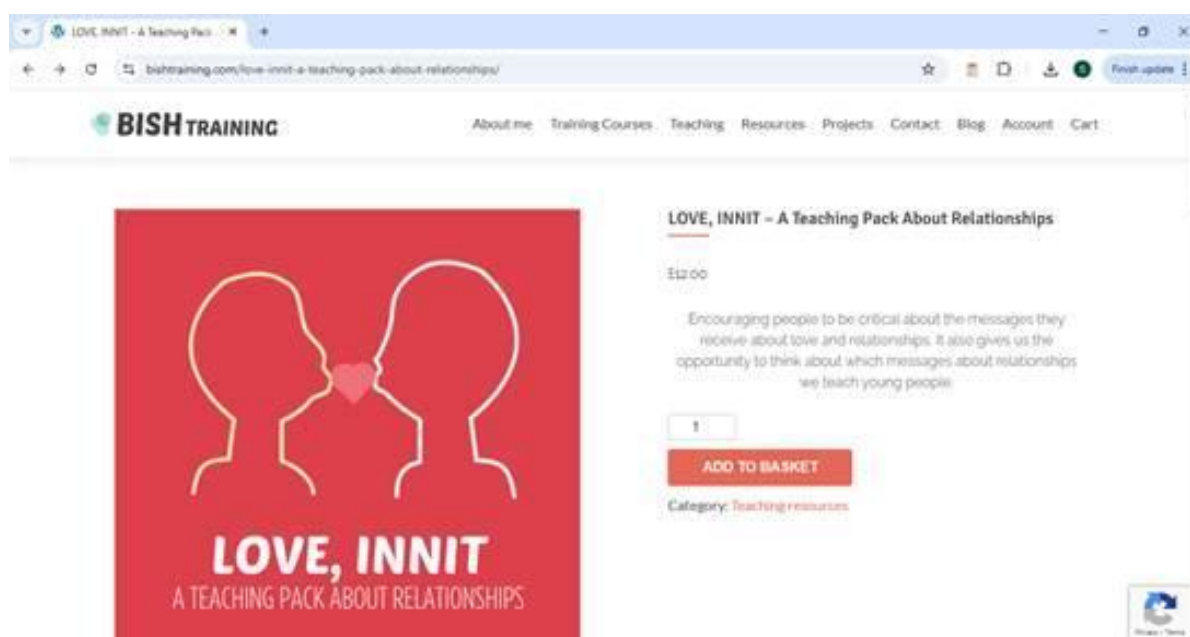 LOVE, INNIT - A Teaching Pack
bishtraining.com/love-innit-a-teaching-pack-about-relationships/
Finish update
BISH TRAINING
About me Training Courses Teaching Resources Projects Contact Blog Account Cart
LOVE, INNIT – A Teaching Pack About Relationships
£12.00
Encouraging people to be critical about the messages they
receive about love and relationships. It also gives us the
opportunity to think about which messages about relationships
we teach young people.
1
ADD TO BASKET
Category: Teaching resources
LOVE, INNIT
A TEACHING PACK ABOUT RELATIONSHIPS
Privacy - Terms